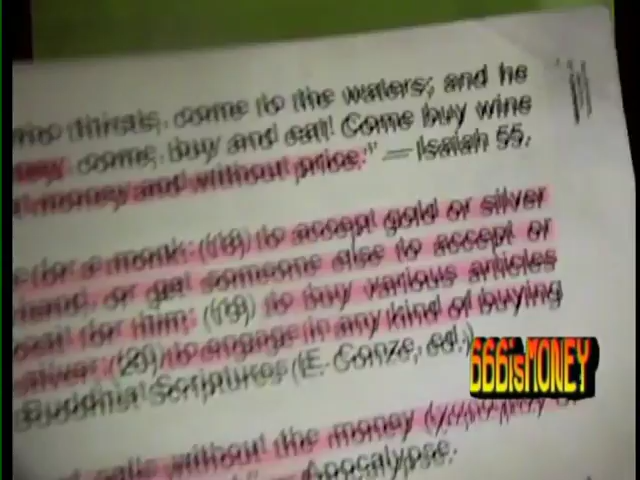 who thirsts, come to the waters; and he
come, buy and eat! Come buy wine
money and without price." — Isaiah 55.
for a monk: (18) to accept gold or silver
or get someone else to accept or
for him; (19) to buy various articles
silver; (20) to engage in any kind of buying
Buddhist Scriptures (E. Conze, ed.)
666isMONEY
calls without the money
Apocalypse.